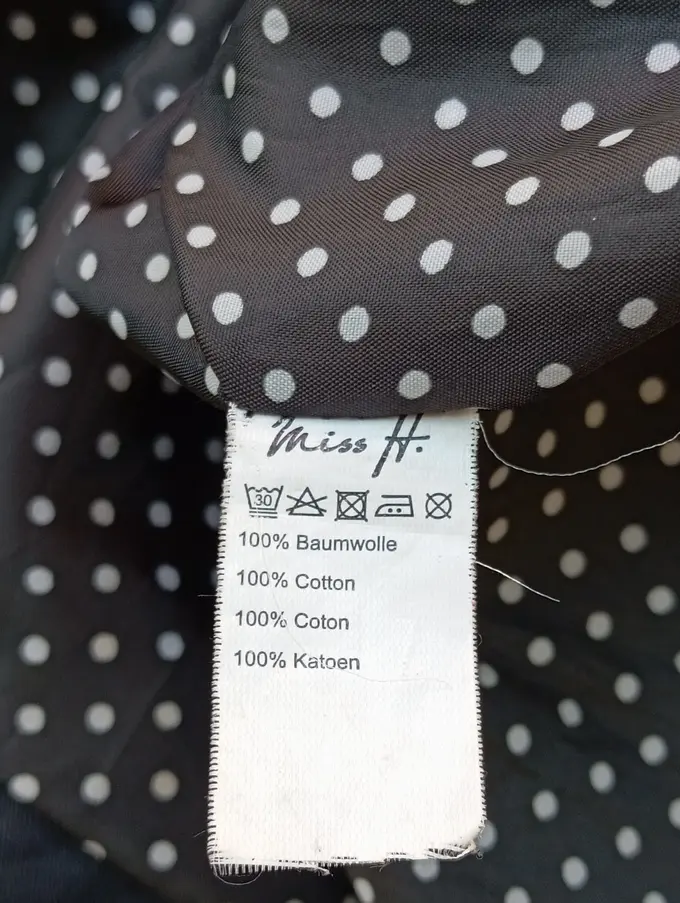 Miss H.
30
100% Baumwolle
100% Cotton
100% Coton
100% Katoen